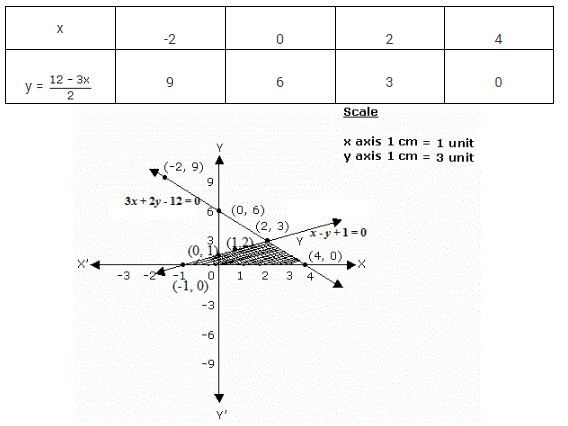 x -2 0 2 4
y = 12 - 3x / 2 9 6 3 0
Scale
x axis 1 cm = 1 unit
y axis 1 cm = 3 unit
Y
(-2, 9)
9
3x + 2y - 12 = 0
6 (0, 6)
(2, 3)
3 (1,2) Y x - y + 1 = 0
(0, 1) (4, 0)
X' X
-3 -2 -1 0 1 2 3 4
(-1, 0)
-3
-6
-9
Y'